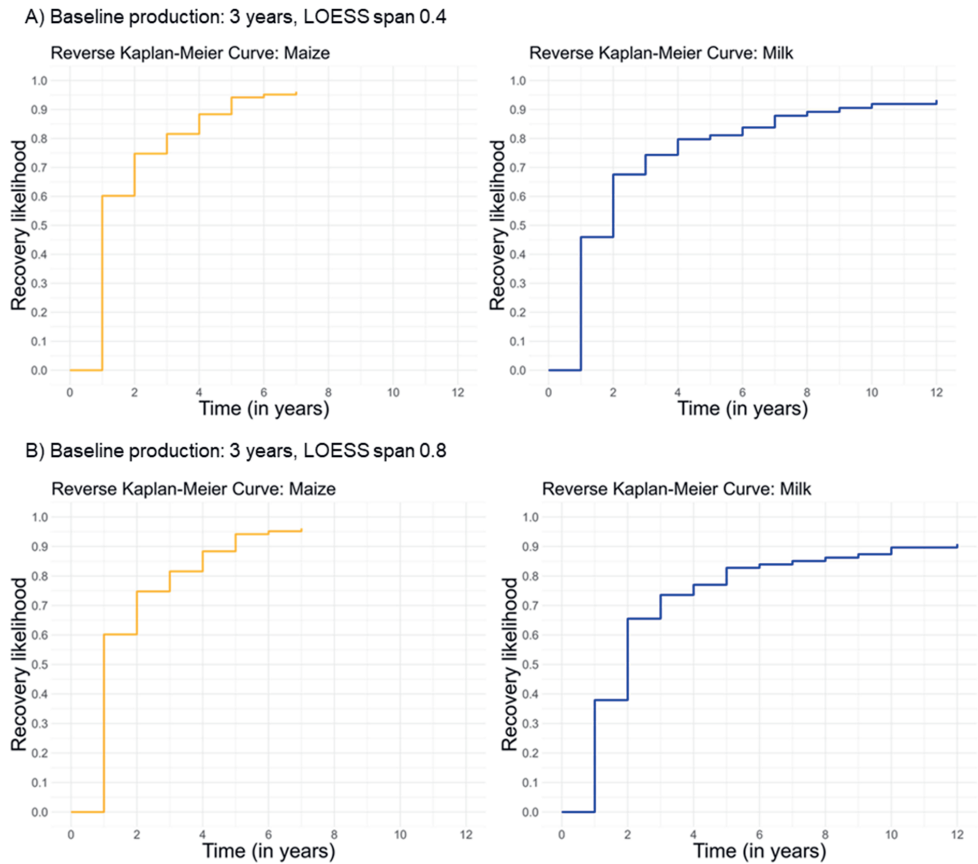 A) Baseline production: 3 years, LOESS span 0.4
Reverse Kaplan-Meier Curve: Maize
Recovery likelihood
1.0
0.9
0.8
0.7
0.6
0.5
0.4
0.3
0.2
0.1
0.0
0 2 4 6 8 10 12
Time (in years)
Reverse Kaplan-Meier Curve: Milk
Recovery likelihood
1.0
0.9
0.8
0.7
0.6
0.5
0.4
0.3
0.2
0.1
0.0
0 2 4 6 8 10 12
Time (in years)
B) Baseline production: 3 years, LOESS span 0.8
Reverse Kaplan-Meier Curve: Maize
Recovery likelihood
1.0
0.9
0.8
0.7
0.6
0.5
0.4
0.3
0.2
0.1
0.0
0 2 4 6 8 10 12
Time (in years)
Reverse Kaplan-Meier Curve: Milk
Recovery likelihood
1.0
0.9
0.8
0.7
0.6
0.5
0.4
0.3
0.2
0.1
0.0
0 2 4 6 8 10 12
Time (in years)